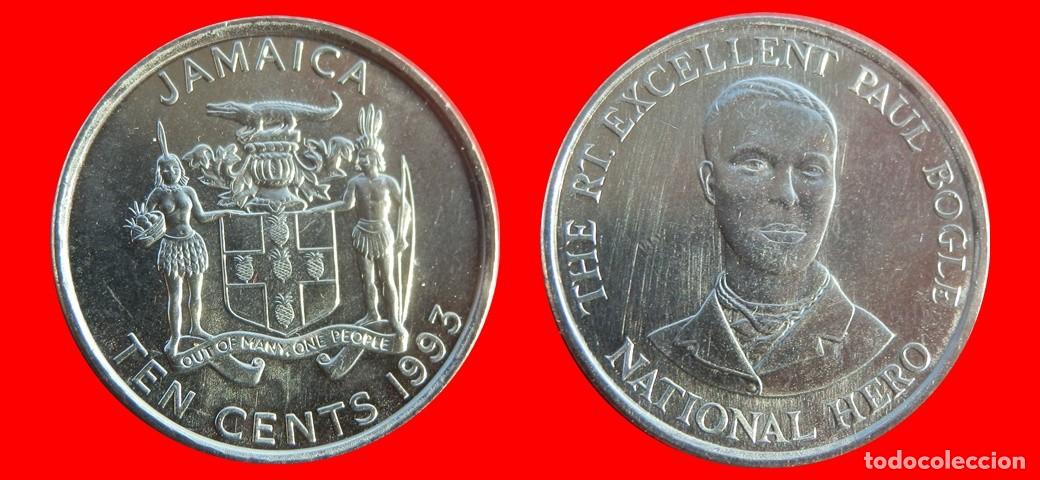 JAMAICA
OUT OF MANY, ONE PEOPLE
TEN CENTS 1993
THE RT. EXCELLENT PAUL BOGLE
NATIONAL HERO
todocoleccion